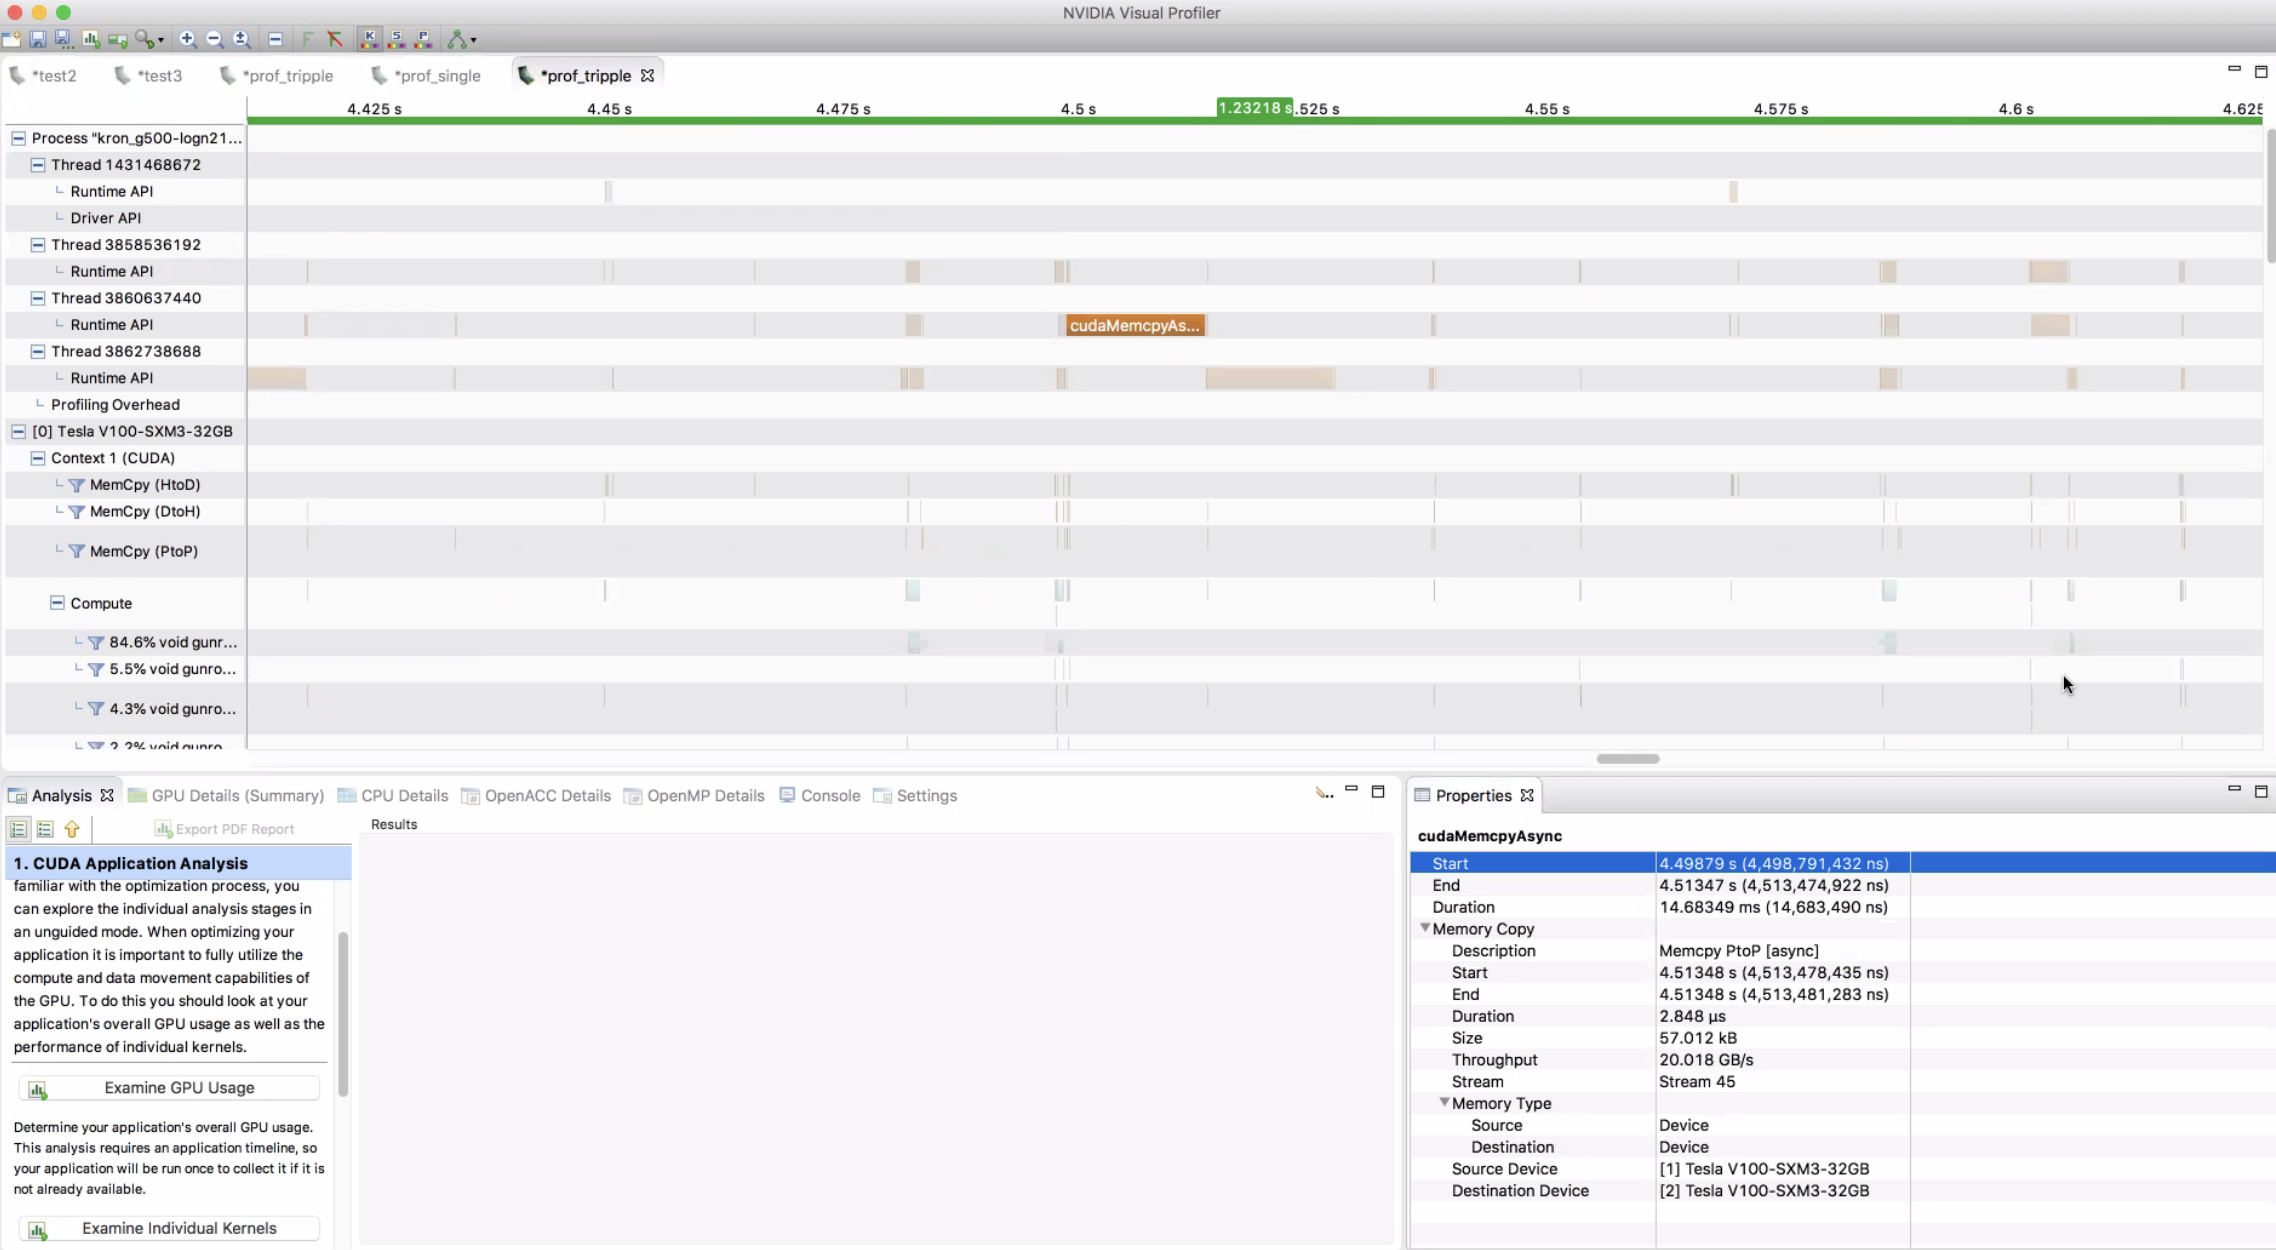 NVIDIA Visual Profiler
*test2 *test3 *prof_tripple *prof_single *prof_tripple
4.425 s 4.45 s 4.475 s 4.5 s 1.23218 s .525 s 4.55 s 4.575 s 4.6 s 4.625
Process "kron_g500-logn21...
Thread 1431468672
Runtime API
Driver API
Thread 3858536192
Runtime API
Thread 3860637440
Runtime API cudaMemcpyAs...
Thread 3862738688
Runtime API
Profiling Overhead
[0] Tesla V100-SXM3-32GB
Context 1 (CUDA)
MemCpy (HtoD)
MemCpy (DtoH)
MemCpy (PtoP)
Compute
84.6% void gunr...
5.5% void gunro...
4.3% void gunro...
2.2% void gunro
Analysis GPU Details (Summary) CPU Details OpenACC Details OpenMP Details Console Settings
Export PDF Report
1. CUDA Application Analysis
familiar with the optimization process, you
can explore the individual analysis stages in
an unguided mode. When optimizing your
application it is important to fully utilize the
compute and data movement capabilities of
the GPU. To do this you should look at your
application's overall GPU usage as well as the
performance of individual kernels.
Examine GPU Usage
Determine your application's overall GPU usage.
This analysis requires an application timeline, so
your application will be run once to collect it if it is
not already available.
Examine Individual Kernels
Results
Properties
cudaMemcpyAsync
Start 4.49879 s (4,498,791,432 ns)
End 4.51347 s (4,513,474,922 ns)
Duration 14.68349 ms (14,683,490 ns)
Memory Copy
Description Memcpy PtoP [async]
Start 4.51348 s (4,513,478,435 ns)
End 4.51348 s (4,513,481,283 ns)
Duration 2.848 µs
Size 57.012 kB
Throughput 20.018 GB/s
Stream Stream 45
Memory Type
Source Device
Destination Device
Source Device [1] Tesla V100-SXM3-32GB
Destination Device [2] Tesla V100-SXM3-32GB